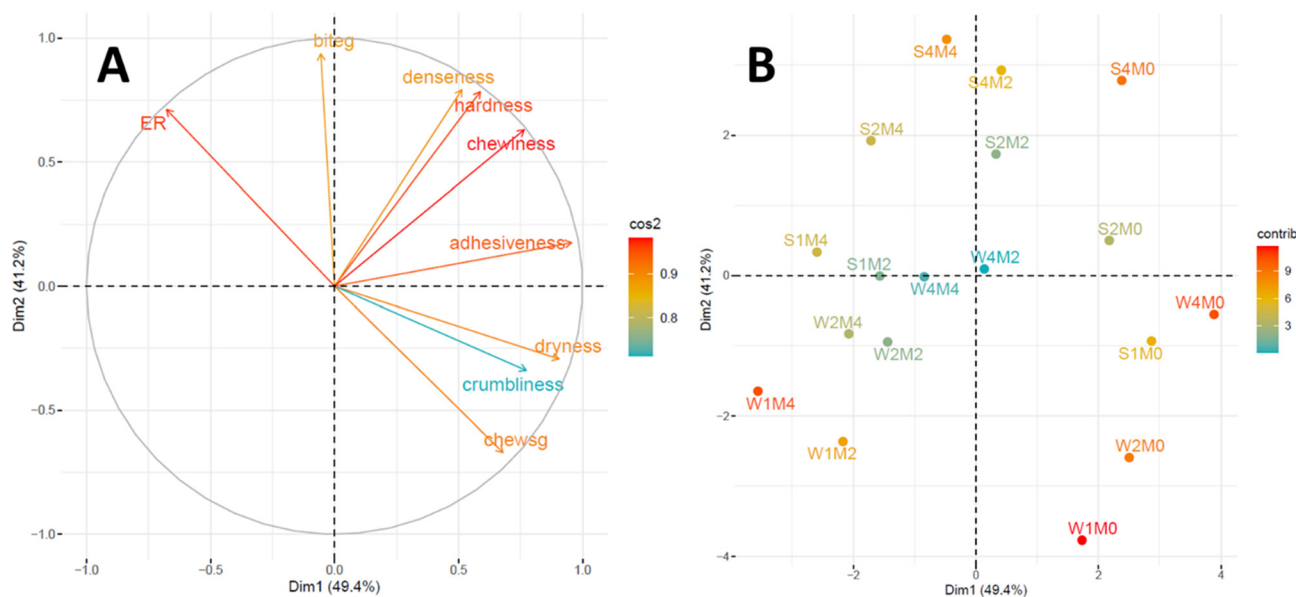 A
biteg
denseness
hardness
ER
chewiness
adhesiveness
dryness
crumbliness
chewsg
1.0
0.5
0.0
−0.5
−1.0
−1.0
−0.5
0.0
0.5
1.0
Dim2 (41.2%)
Dim1 (49.4%)
cos2
0.9
0.8
B
S4M4
S4M2
S4M0
S2M4
S2M2
S1M4
S2M0
S1M2
W4M4
W4M2
W4M0
W2M4
W2M2
S1M0
W1M4
W1M2
W2M0
W1M0
2
0
−2
−4
−2
0
2
4
Dim2 (41.2%)
Dim1 (49.4%)
contrib
9
6
3